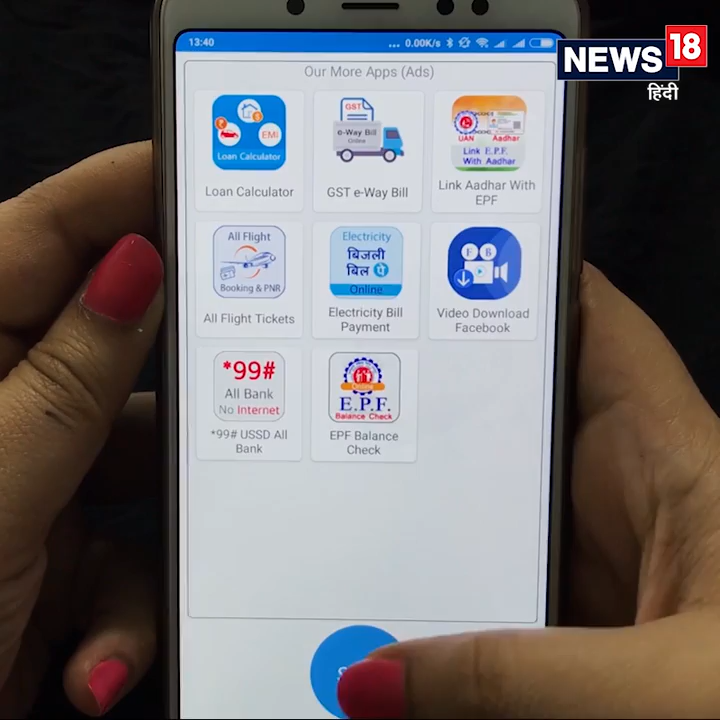 13:40
... 0.00K/s
NEWS 18
हिंदी
Our More Apps (Ads)
EMI
Loan Calculator
Loan Calculator
GST
e-Way Bill
Online
GST e-Way Bill
UAN Aadhar
Link E.P.F.
With Aadhar
Link Aadhar With
EPF
All Flight
Booking & PNR
All Flight Tickets
Electricity
बिजली
बिल
Online
Electricity Bill
Payment
F B
Video Download
Facebook
*99#
All Bank
No Internet
*99# USSD All
Bank
Online
E.P.F.
Balance Check
EPF Balance
Check